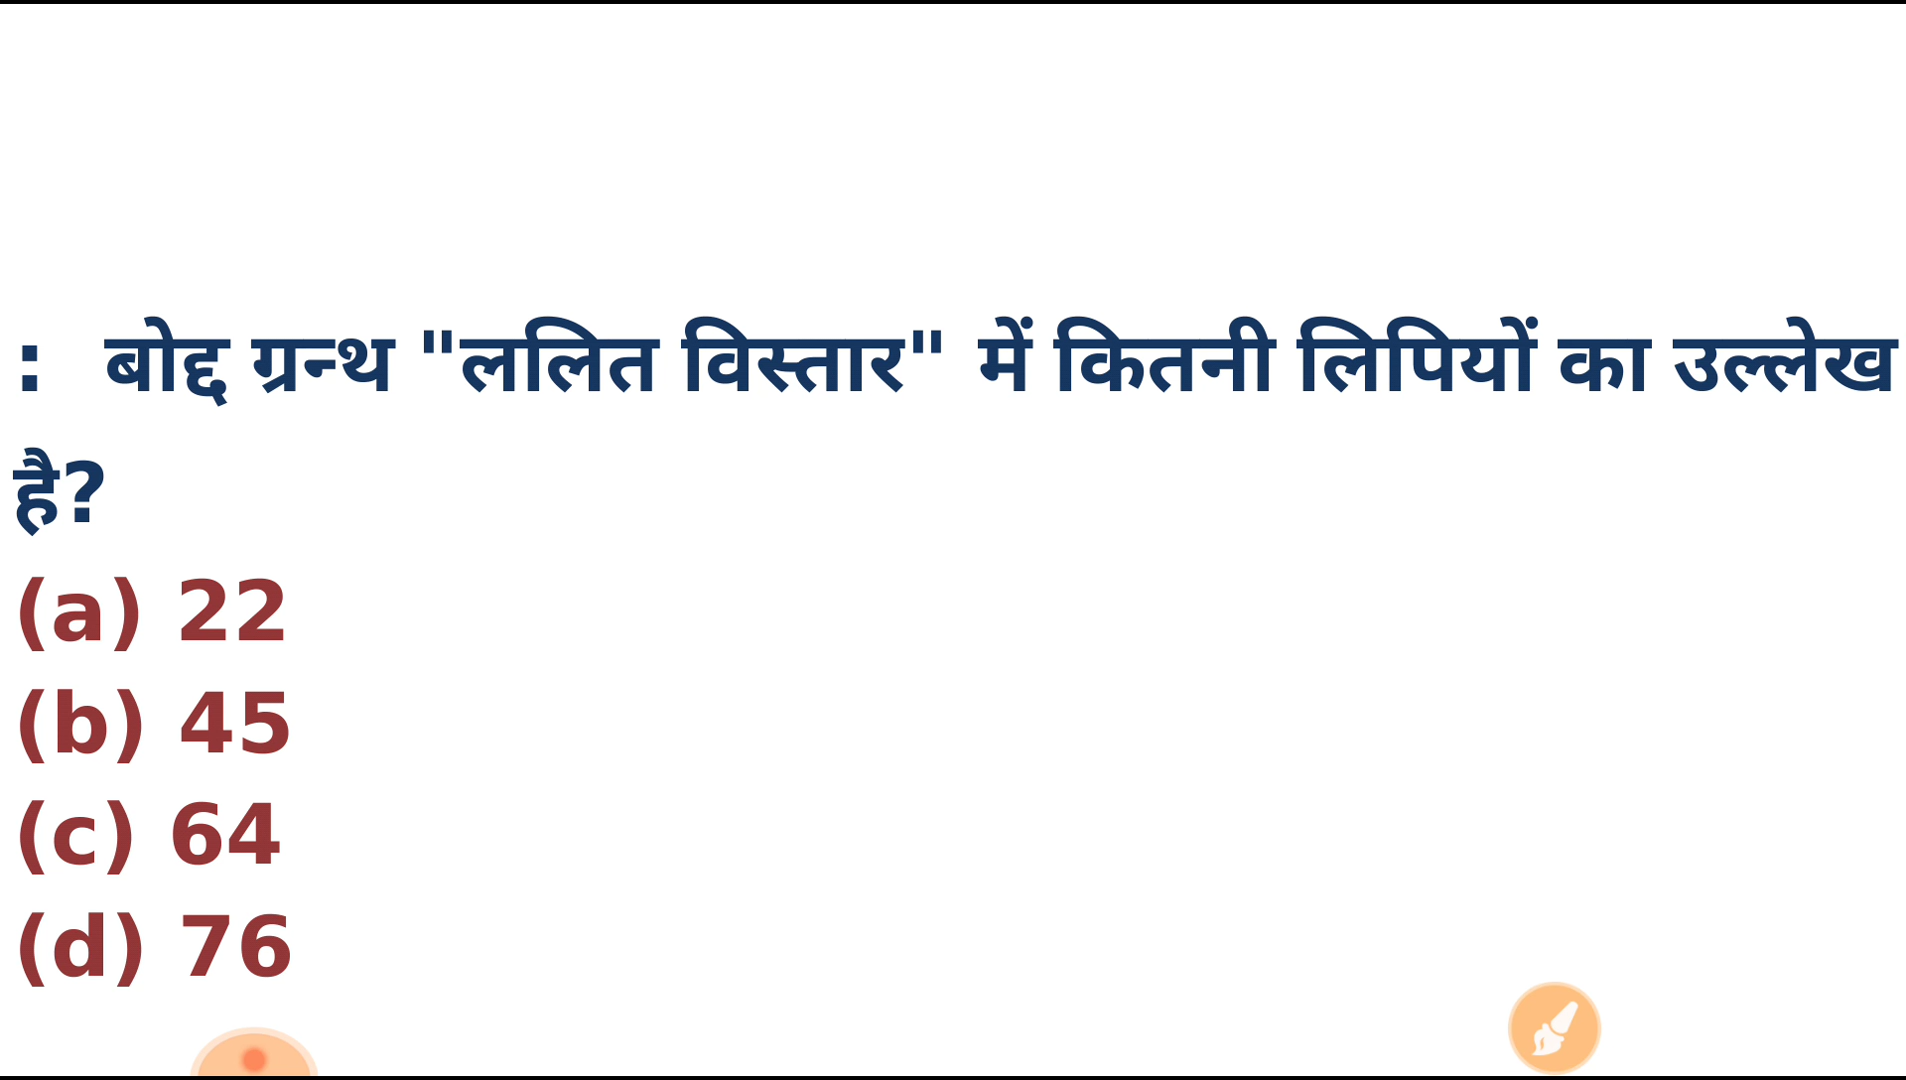 : बोद्द ग्रन्थ "ललित विस्तार" में कितनी लिपियों का उल्लेख
है?
(a) 22
(b) 45
(c) 64
(d) 76